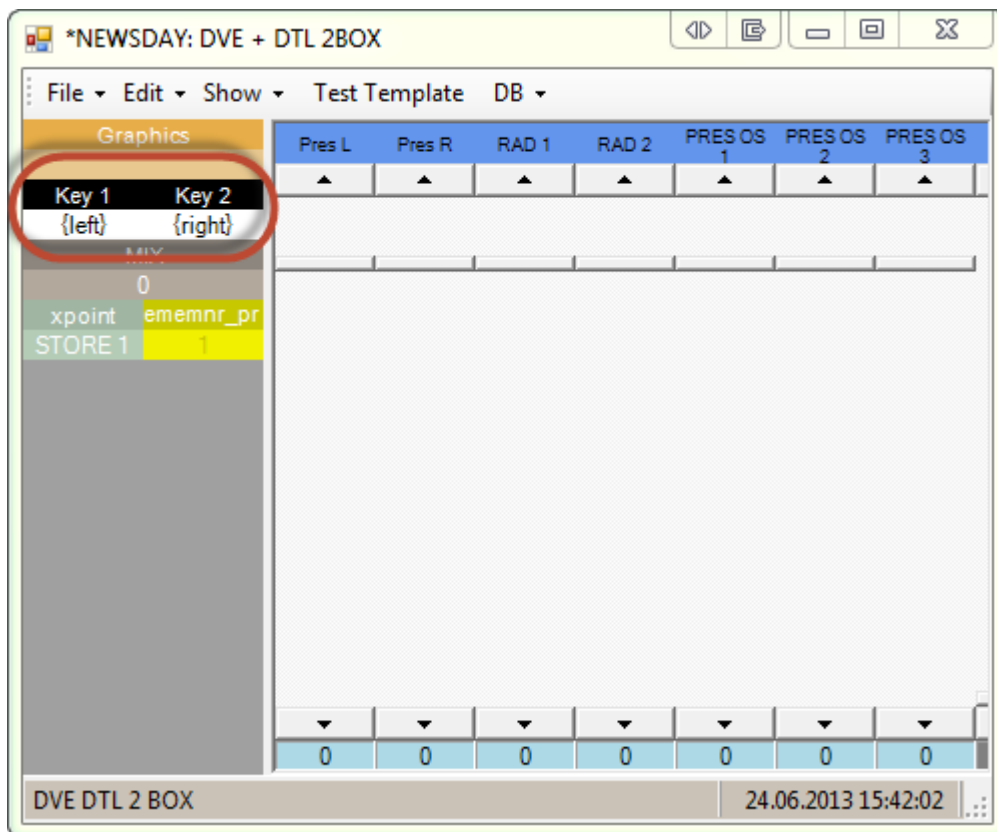 *NEWSDAY: DVE + DTL 2BOX
File Edit Show Test Template DB
Graphics
Pres L Pres R RAD 1 RAD 2 PRES OS 1 PRES OS 2 PRES OS 3
Key 1 Key 2
{left} {right}
MIX
0
xpoint ememnr_pr
STORE 1 1
0 0 0 0 0 0 0
DVE DTL 2 BOX 24.06.2013 15:42:02